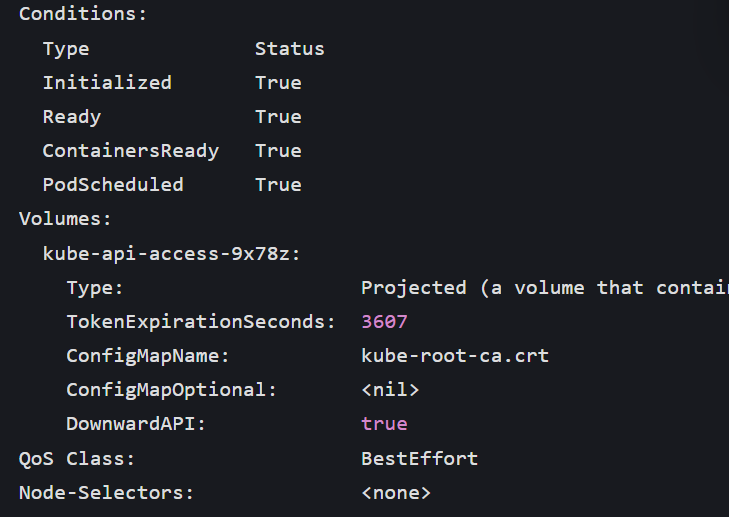 Conditions:
Type Status
Initialized True
Ready True
ContainersReady True
PodScheduled True
Volumes:
kube-api-access-9x78z:
Type: Projected (a volume that contai
TokenExpirationSeconds: 3607
ConfigMapName: kube-root-ca.crt
ConfigMapOptional: <nil>
DownwardAPI: true
QoS Class: BestEffort
Node-Selectors: <none>